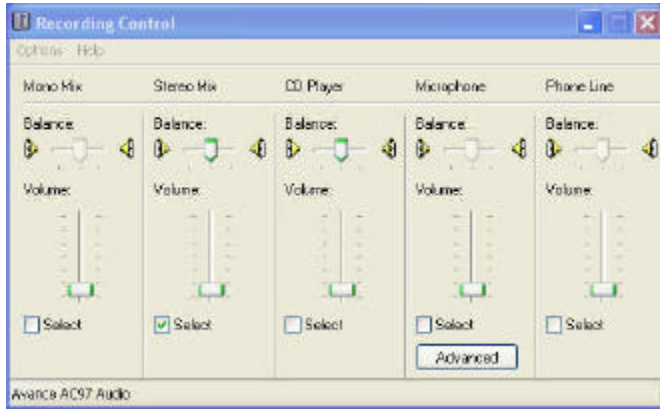 Recording Control
Options Help
Mono Mix Stereo Mix CD Player Microphone Phone Line
Balance: Balance: Balance: Balance: Balance:
Volume: Volume: Volume: Volume: Volume:
Select Select Select Select Select
Advanced
Avance AC97 Audio